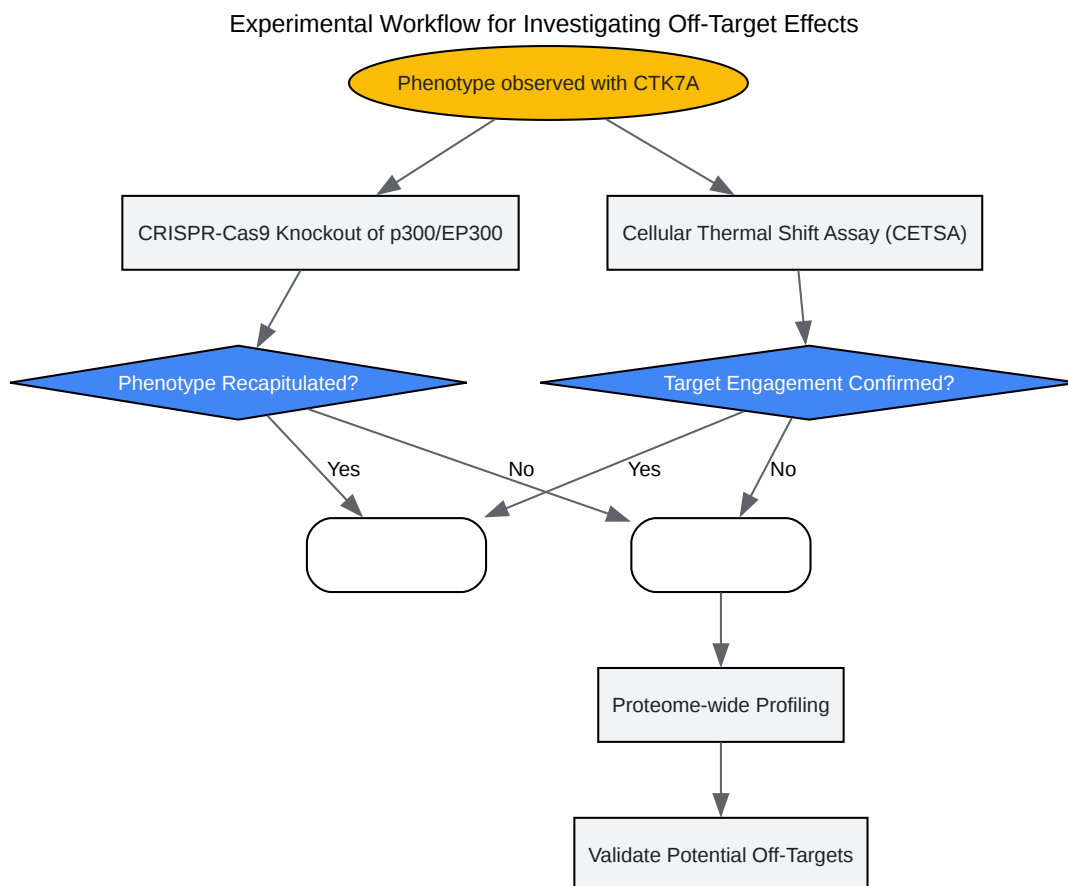 Experimental Workflow for Investigating Off-Target Effects
Phenotype observed with CTK7A
CRISPR-Cas9 Knockout of p300/EP300
Cellular Thermal Shift Assay (CETSA)
Phenotype Recapitulated?
Target Engagement Confirmed?
Yes
No
Yes
No
Proteome-wide Profiling
Validate Potential Off-Targets